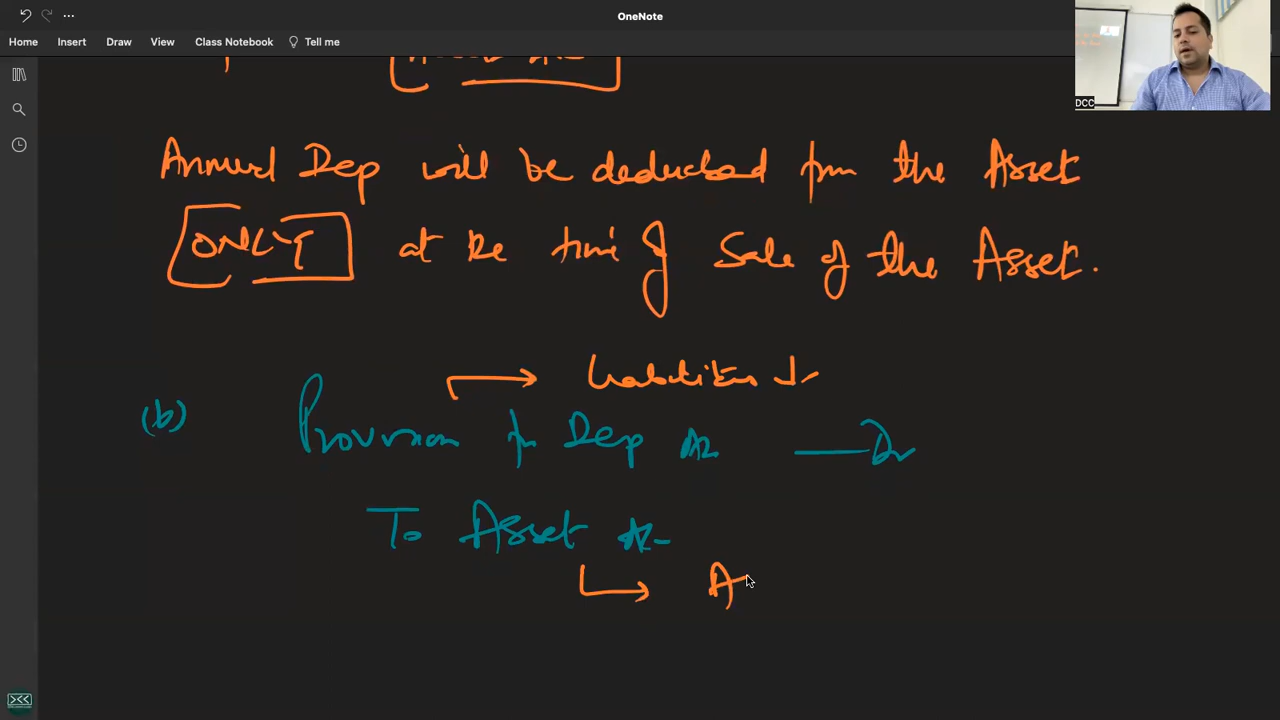 OneNote
Home Insert Draw View Class Notebook Tell me
DCC
Annual Dep will be deducted from the Asset
ONLY at the time of Sale of the Asset.
Liabilities ↓
(b) Provision for Dep A/c — Dr
To Asset A/c
A
DCC